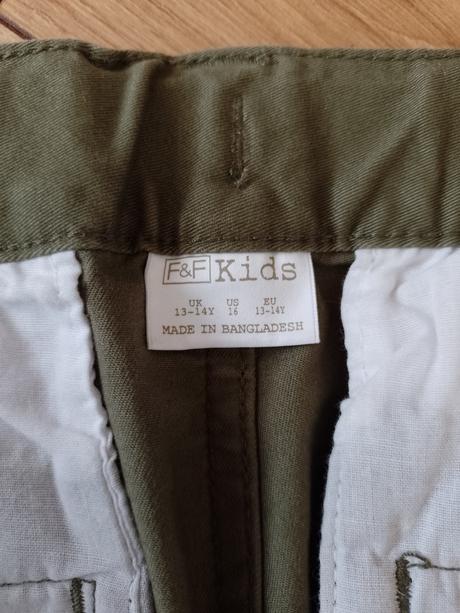 F&F Kids
UK US EU
13-14Y 16 13-14Y
MADE IN BANGLADESH